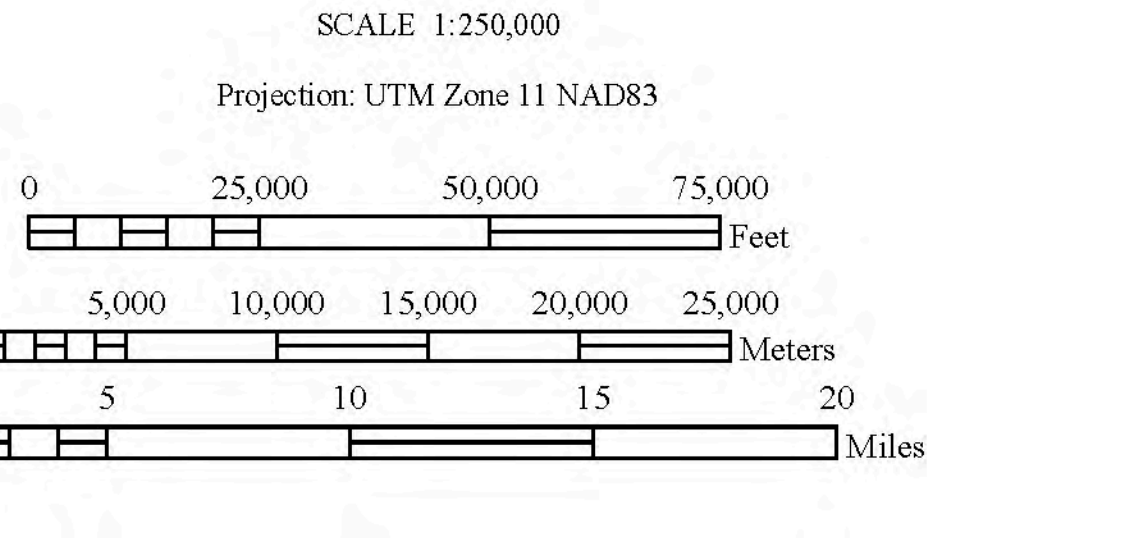 SCALE 1:250,000
Projection: UTM Zone 11 NAD83
0 25,000 50,000 75,000
Feet
5,000 10,000 15,000 20,000 25,000
Meters
5 10 15 20
Miles